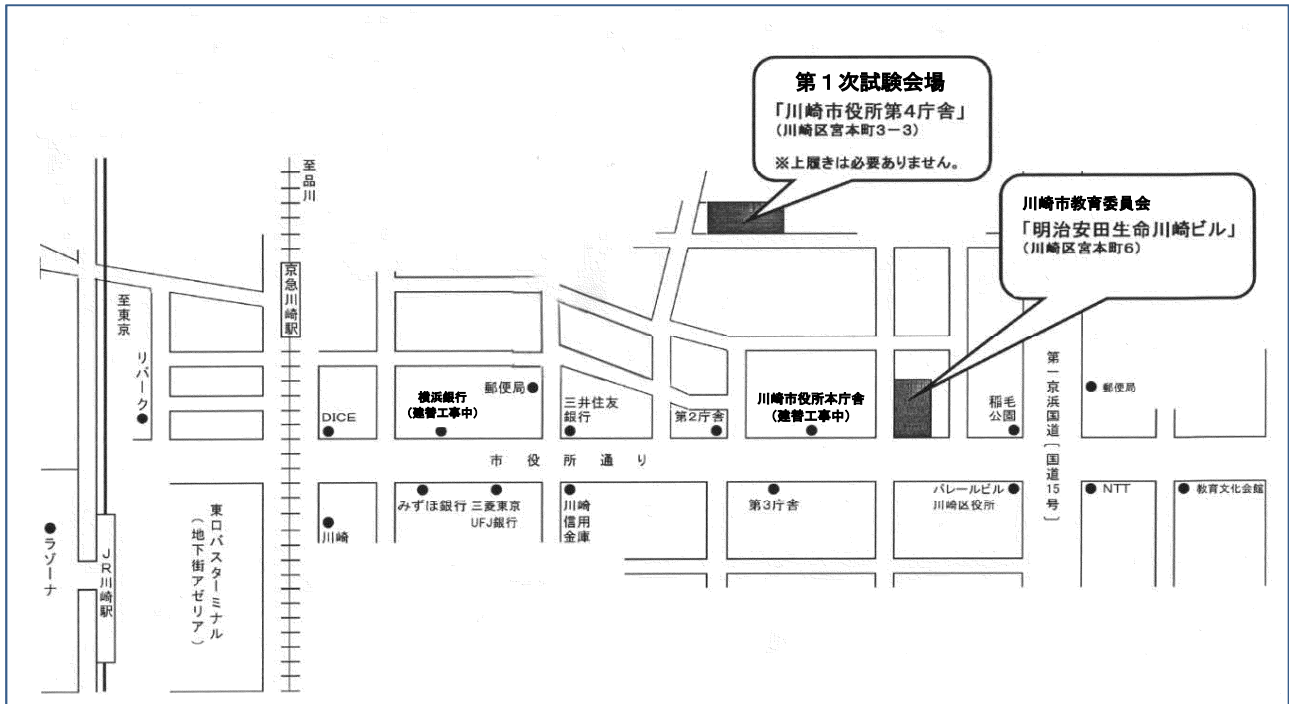 第1次試験会場
「川崎市役所第4庁舎」
(川崎区宮本町3-3)
※上履きは必要ありません。
川崎市教育委員会
「明治安田生命川崎ビル」
(川崎区宮本町6)
至品川
京急川崎駅
至東京
リバーク
DICE
横浜銀行
(建替工事中)
郵便局
三井住友
銀行
第2庁舎
川崎市役所本庁舎
(建替工事中)
稲毛
公園
第一京浜国道〔国道15号〕
郵便局
市役所通り
ラゾーナ
JR川崎駅
東口バスターミナル
(地下街アゼリア)
川崎
みずほ銀行
三菱東京
UFJ銀行
川崎
信用
金庫
第3庁舎
パレールビル
川崎区役所
NTT
教育文化会館